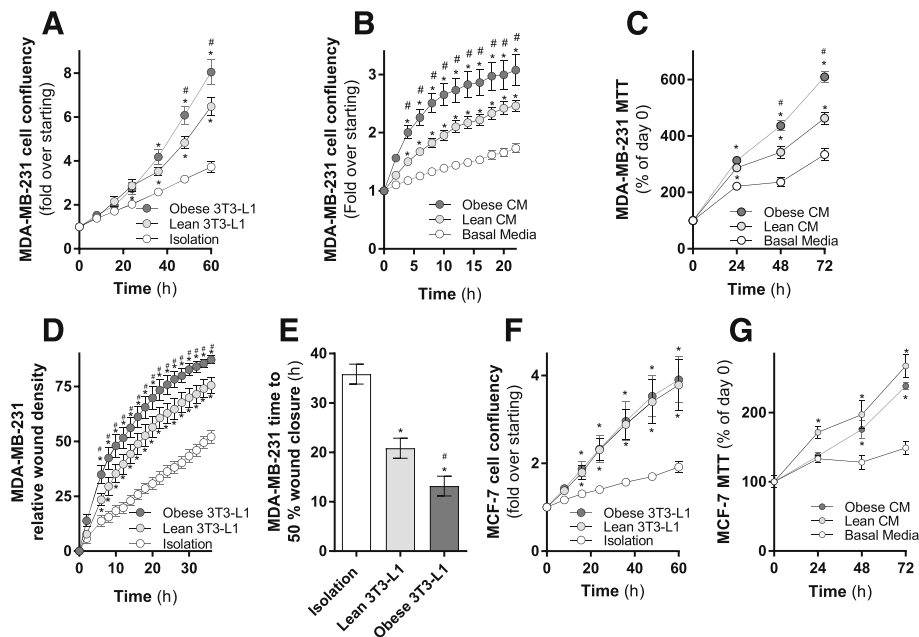 A
MDA-MB-231 cell confluency
(fold over starting)
8
6
4
2
0
Obese 3T3-L1
Lean 3T3-L1
Isolation
0 20 40 60
Time (h)
B
MDA-MB-231 cell confluency
(Fold over starting)
3
2
1
0
Obese CM
Lean CM
Basal Media
0 5 10 15 20
Time (h)
C
MDA-MB-231 MTT
(% of day 0)
600
400
200
0
Obese CM
Lean CM
Basal Media
0 24 48 72
Time (h)
D
MDA-MB-231
relative wound density
75
50
25
0
Obese 3T3-L1
Lean 3T3-L1
Isolation
0 10 20 30
Time (h)
E
MDA-MB-231 time to
50 % wound closure (h)
40
30
20
10
0
Isolation
Lean 3T3-L1
Obese 3T3-L1
F
MCF-7 cell confluency
(fold over starting)
4
2
0
Obese 3T3-L1
Lean 3T3-L1
Isolation
0 20 40 60
Time (h)
G
MCF-7 MTT (% of day 0)
200
100
0
Obese CM
Lean CM
Basal Media
0 24 48 72
Time (h)